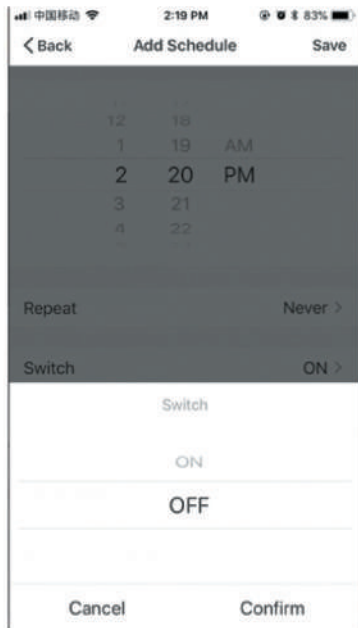 中国移动 2:19 PM 83%
Back Add Schedule Save
12 18
1 19 AM
2 20 PM
3 21
4 22
Repeat Never
Switch ON
Switch
ON
OFF
Cancel Confirm